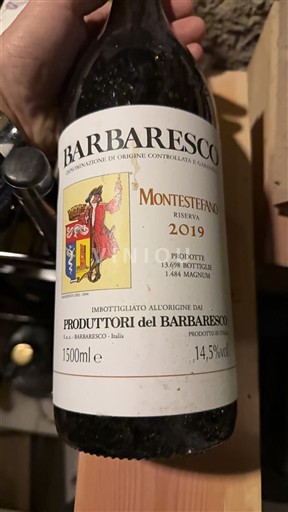 BARBARESCO
DENOMINAZIONE DI ORIGINE CONTROLLATA E GARANTITA
MONTESTEFANO
RISERVA
2019
PRODOTTE
13.698 BOTTIGLIE
1.484 MAGNUM
VINIOU
IMBOTTIGLIATO ALL'ORIGINE DAI
PRODUTTORI del BARBARESCO
s.a.c. - BARBARESCO - Italia PRODOTTO IN ITALIA
1500ml e 14,5%vol